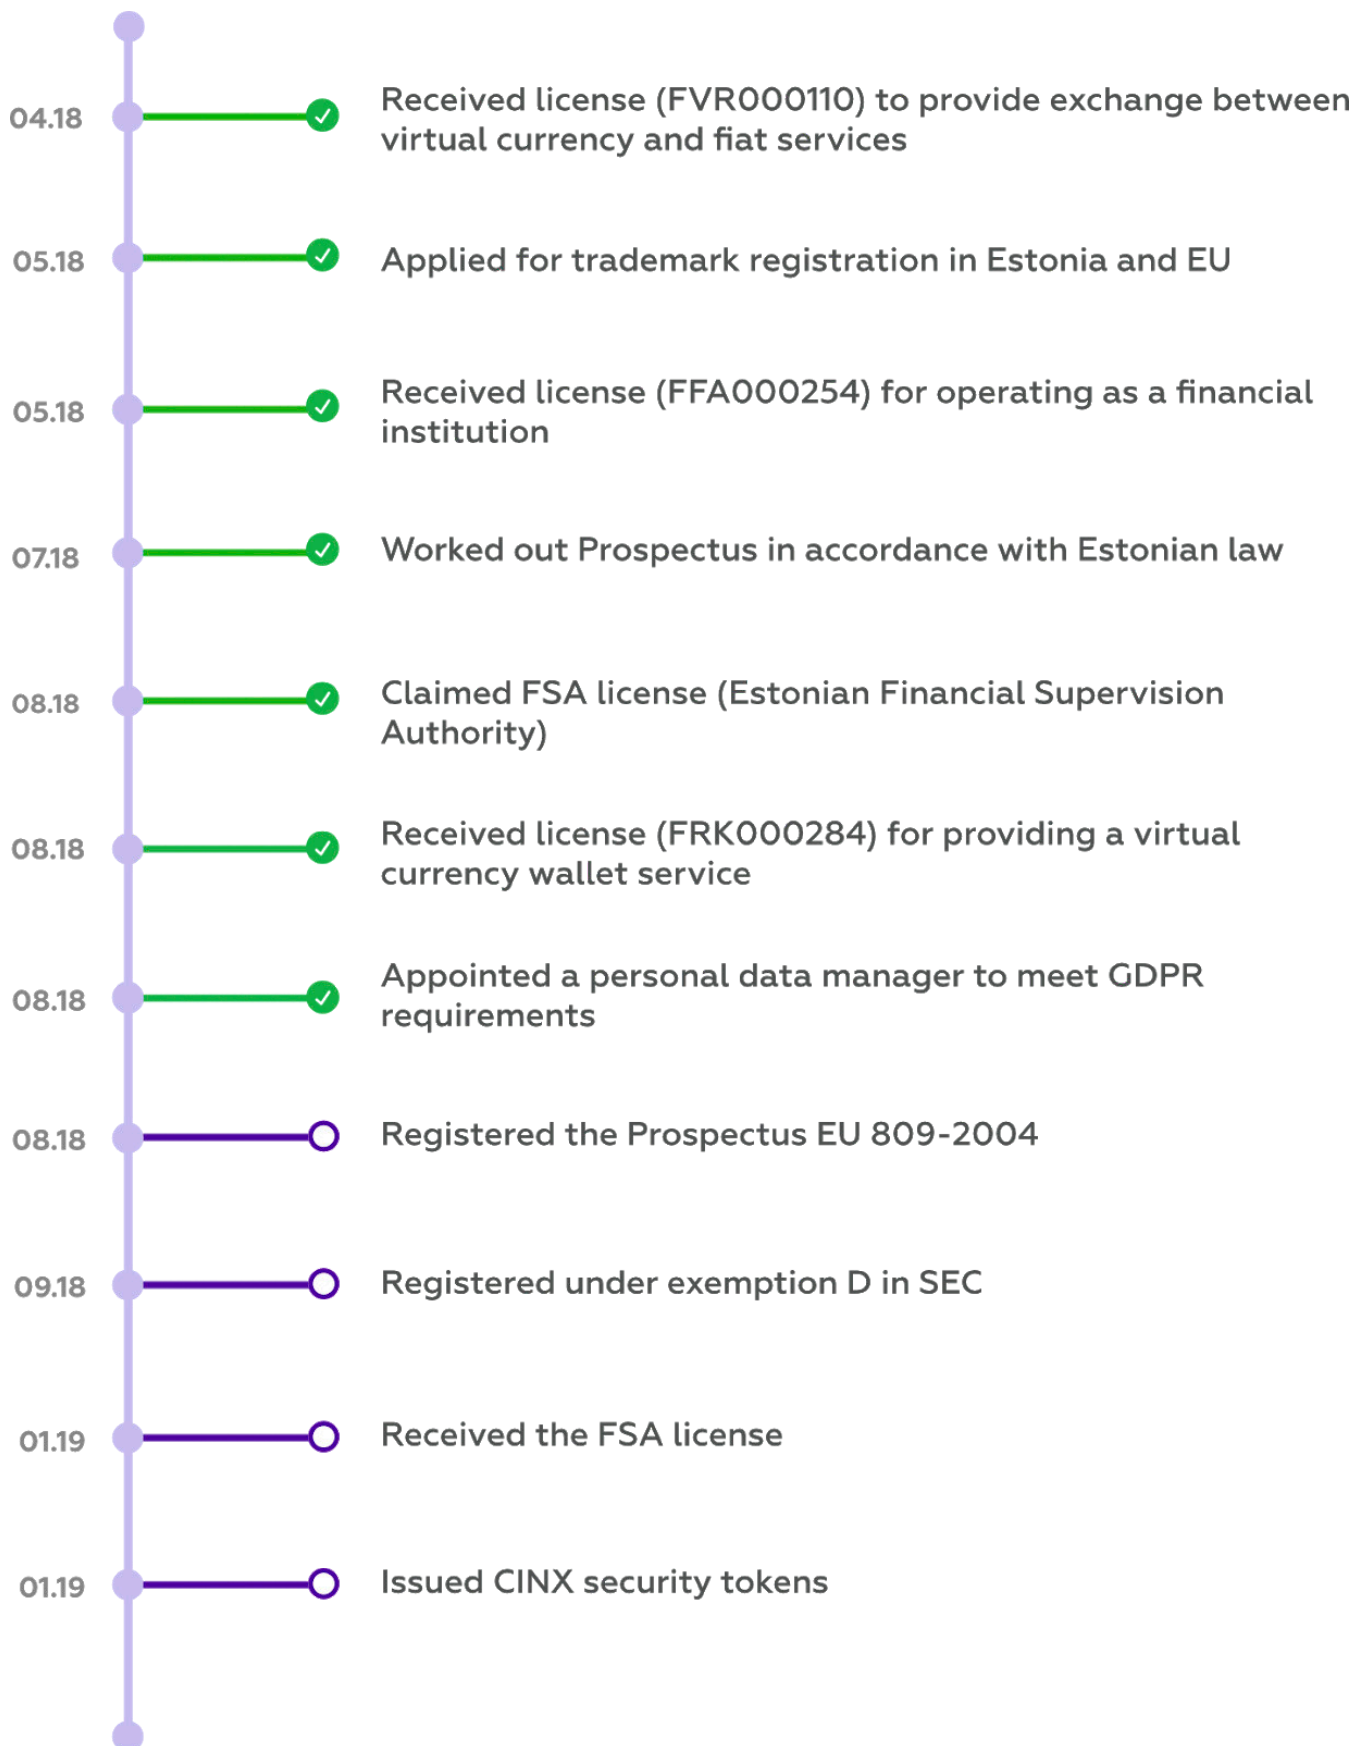 04.18
Received license (FVR000110) to provide exchange between
virtual currency and fiat services
05.18
Applied for trademark registration in Estonia and EU
05.18
Received license (FFA000254) for operating as a financial
institution
07.18
Worked out Prospectus in accordance with Estonian law
08.18
Claimed FSA license (Estonian Financial Supervision
Authority)
08.18
Received license (FRK000284) for providing a virtual
currency wallet service
08.18
Appointed a personal data manager to meet GDPR
requirements
08.18
Registered the Prospectus EU 809-2004
09.18
Registered under exemption D in SEC
01.19
Received the FSA license
01.19
Issued CINX security tokens